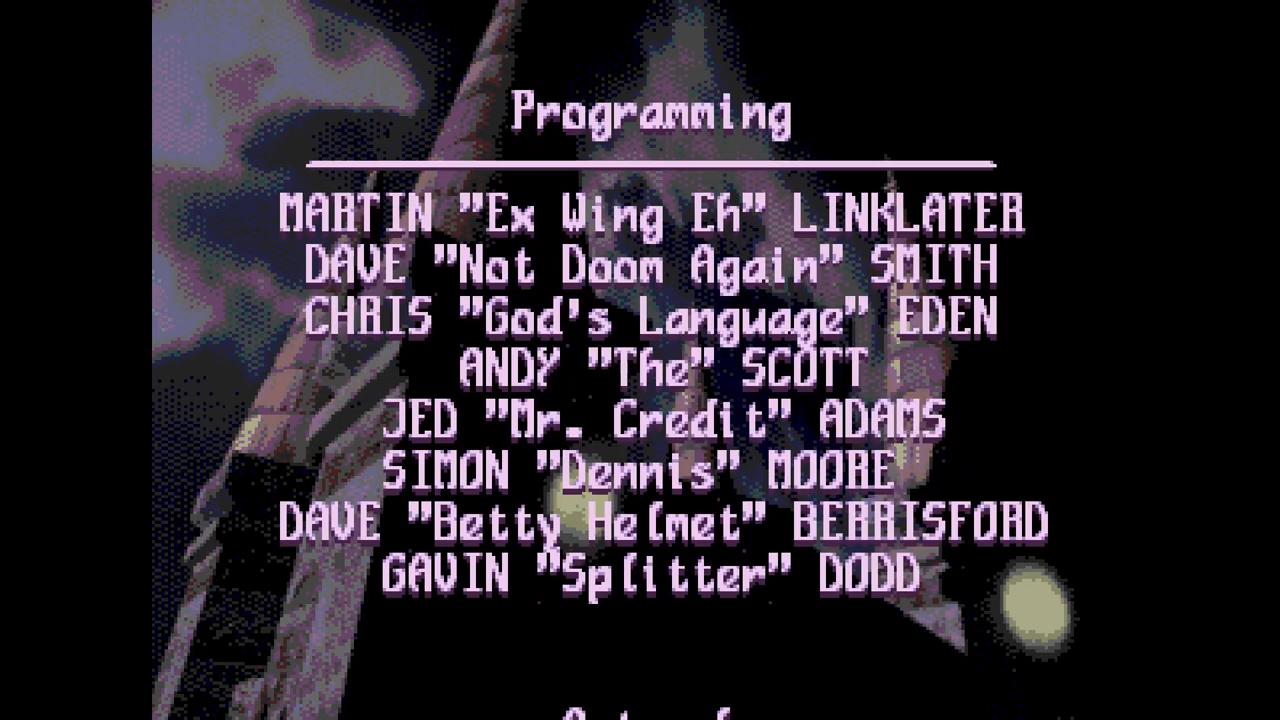 Programming
MARTIN "Ex Wing Eh" LINKLATER
DAVE "Not Doom Again" SMITH
CHRIS "God's Language" EDEN
ANDY "The" SCOTT
JED "Mr. Credit" ADAMS
SIMON "Dennis" MOORE
DAVE "Betty Helmet" BERRISFORD
GAVIN "Splitter" DODD